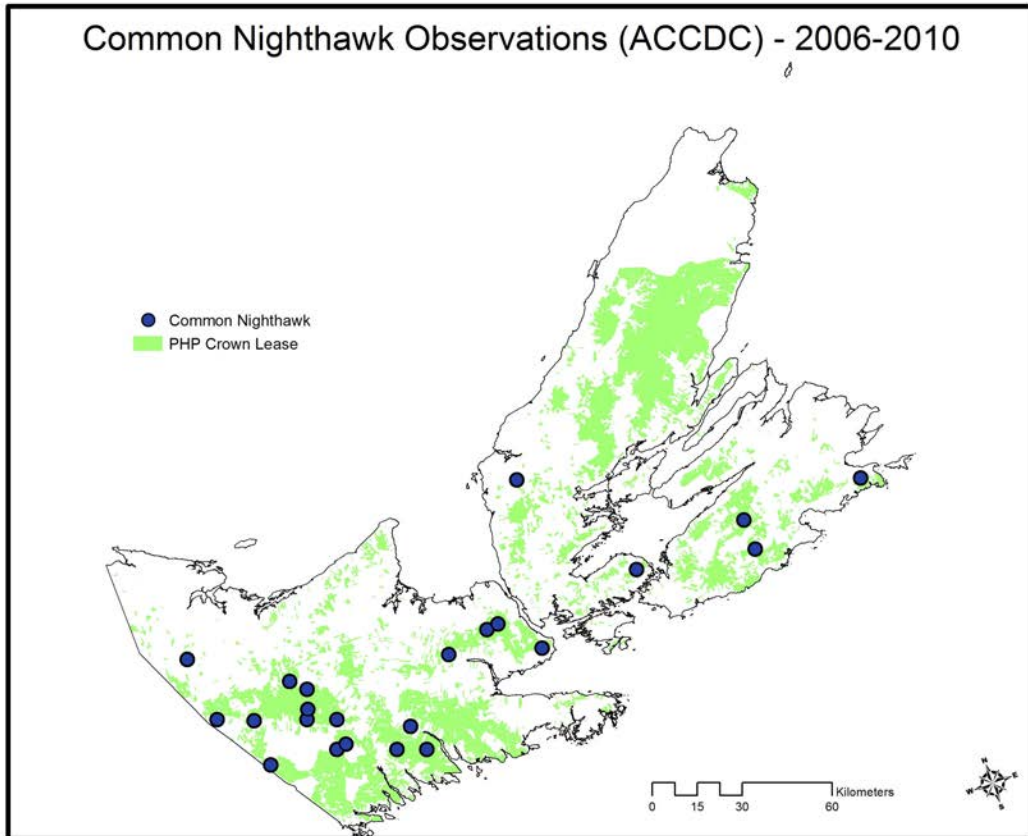 Common Nighthawk Observations (ACCDC) - 2006-2010
Common Nighthawk
PHP Crown Lease
Kilometers
0 15 30 60
N
E
W
S